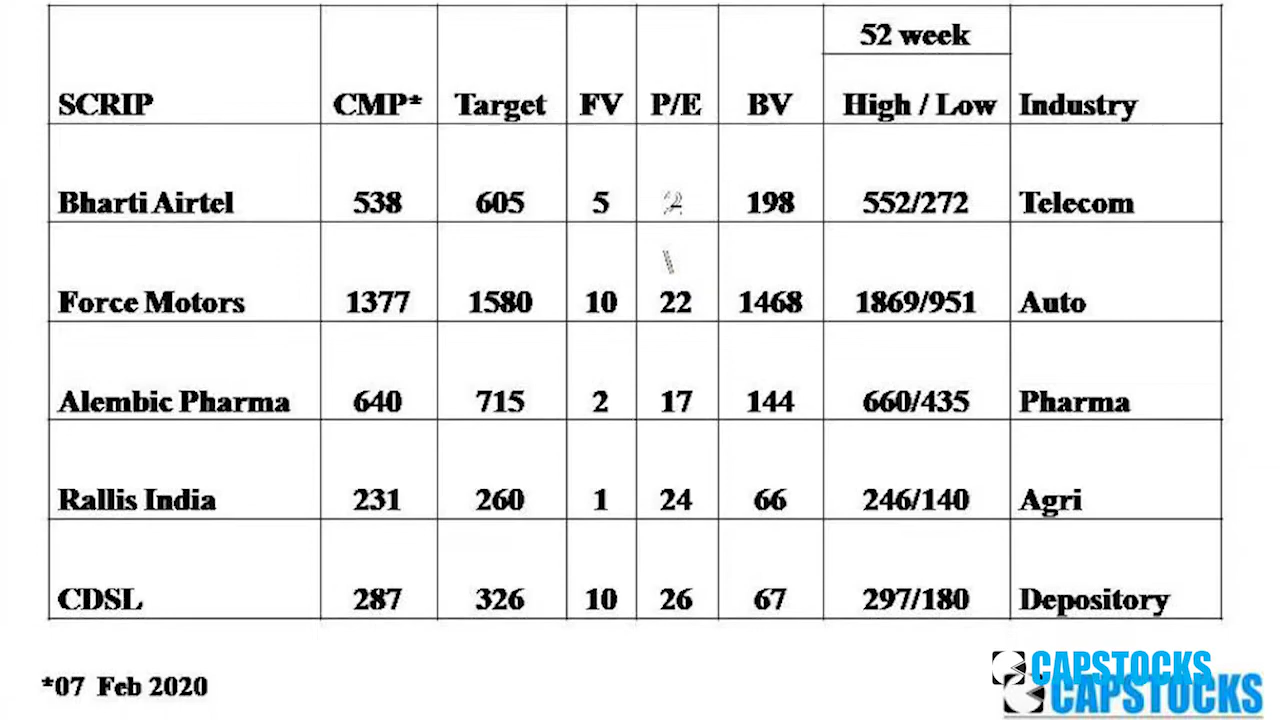 52 week
SCRIP CMP* Target FV P/E BV High / Low Industry
Bharti Airtel 538 605 5 198 552/272 Telecom
Force Motors 1377 1580 10 22 1468 1869/951 Auto
Alembic Pharma 640 715 2 17 144 660/435 Pharma
Rallis India 231 260 1 24 66 246/140 Agri
CDSL 287 326 10 26 67 297/180 Depository
*07 Feb 2020
CAPSTOCKS
CAPSTOCKS